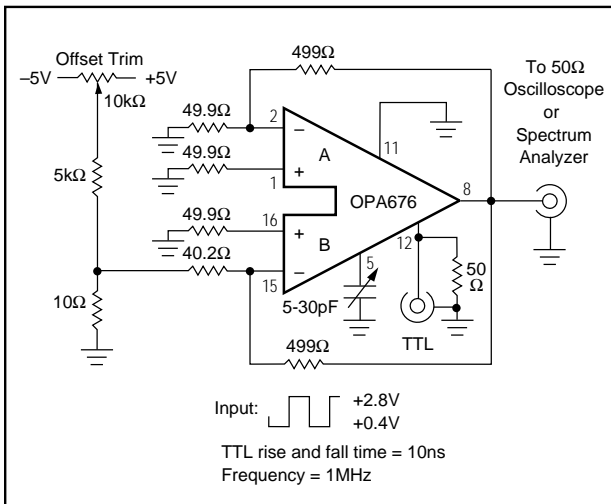 Offset Trim
–5V
+5V
10kΩ
5kΩ
10Ω
499Ω
49.9Ω
2
–
A
49.9Ω
+
1
11
To 50Ω
Oscilloscope
or
Spectrum
Analyzer
8
OPA676
49.9Ω
16
+
B
40.2Ω
–
15
12
5
5-30pF
50
Ω
TTL
499Ω
Input:
+2.8V
+0.4V
TTL rise and fall time = 10ns
Frequency = 1MHz